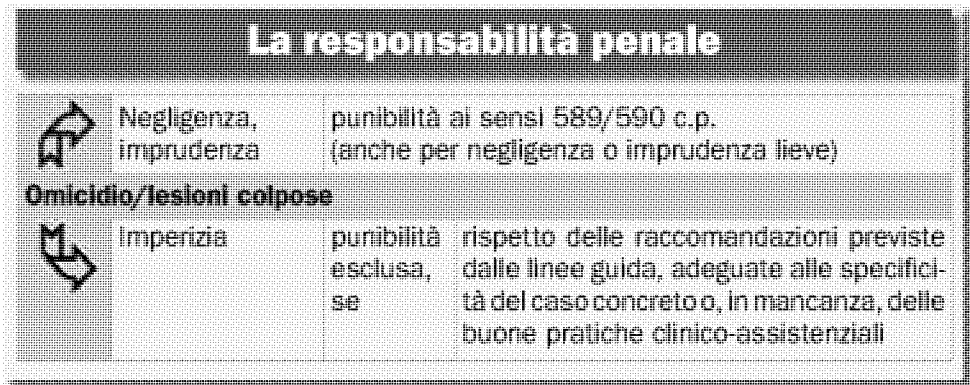 La responsabilità penale
Negligenza, punibilità ai sensi 589/590 c.p.
imprudenza (anche per negligenza o imprudenza lieve)
Omicidio/lesioni colpose
Imperizia punibilità rispetto delle raccomandazioni previste
esclusa, dalle linee guida, adeguate alle specifici-
se tà del caso concreto o, in mancanza, delle
buone pratiche clinico-assistenziali